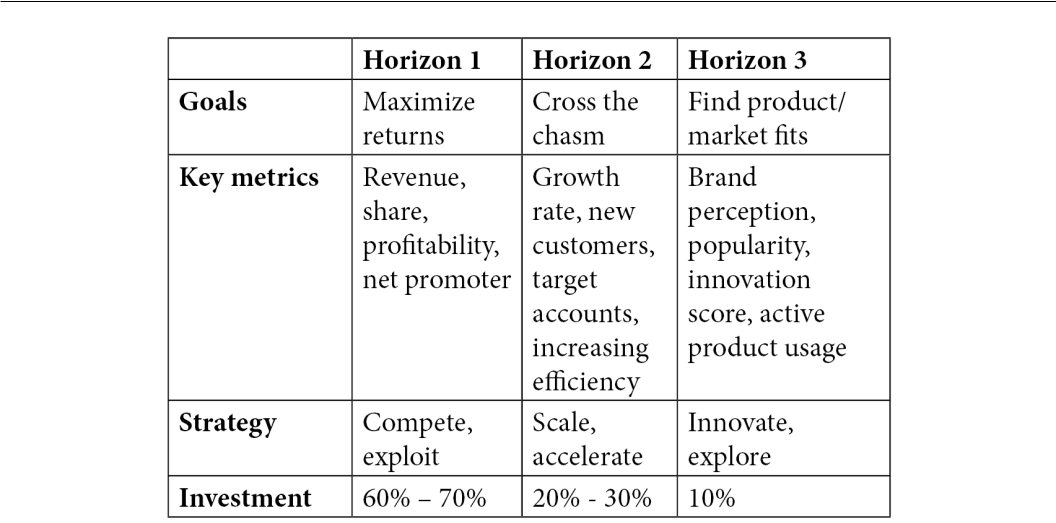 Horizon 1 Horizon 2 Horizon 3
Goals Maximize Cross the Find product/
returns chasm market fits
Key metrics Revenue, Growth Brand
share, rate, new perception,
profitability, customers, popularity,
net promoter target innovation
accounts, score, active
increasing product usage
efficiency
Strategy Compete, Scale, Innovate,
exploit accelerate explore
Investment 60% – 70% 20% - 30% 10%